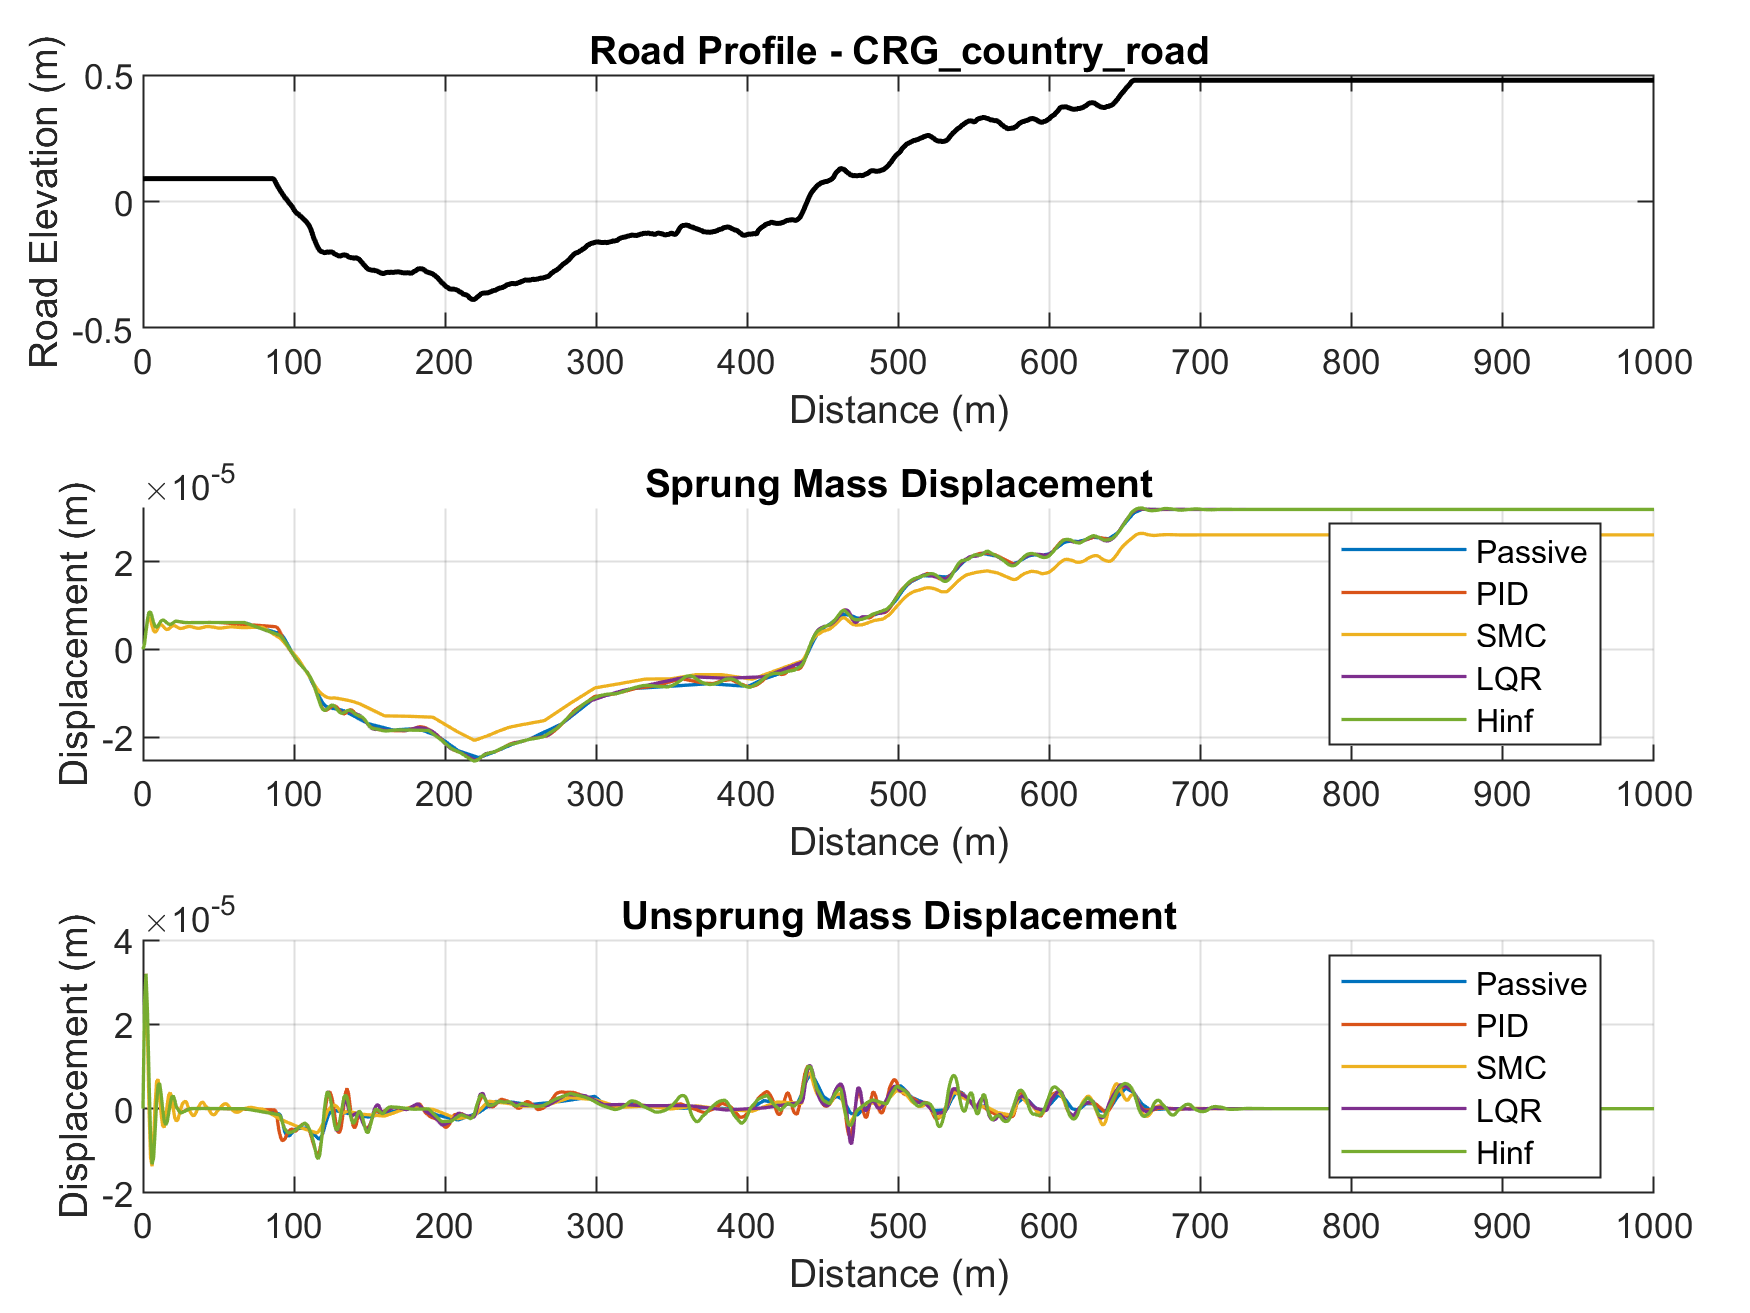 Road Profile - CRG_country_road
Road Elevation (m)
0.5
0
-0.5
0 100 200 300 400 500 600 700 800 900 1000
Distance (m)
Sprung Mass Displacement
×10-5
Displacement (m)
2
0
-2
Passive
PID
SMC
LQR
Hinf
0 100 200 300 400 500 600 700 800 900 1000
Distance (m)
Unsprung Mass Displacement
×10-5
Displacement (m)
4
2
0
-2
Passive
PID
SMC
LQR
Hinf
0 100 200 300 400 500 600 700 800 900 1000
Distance (m)